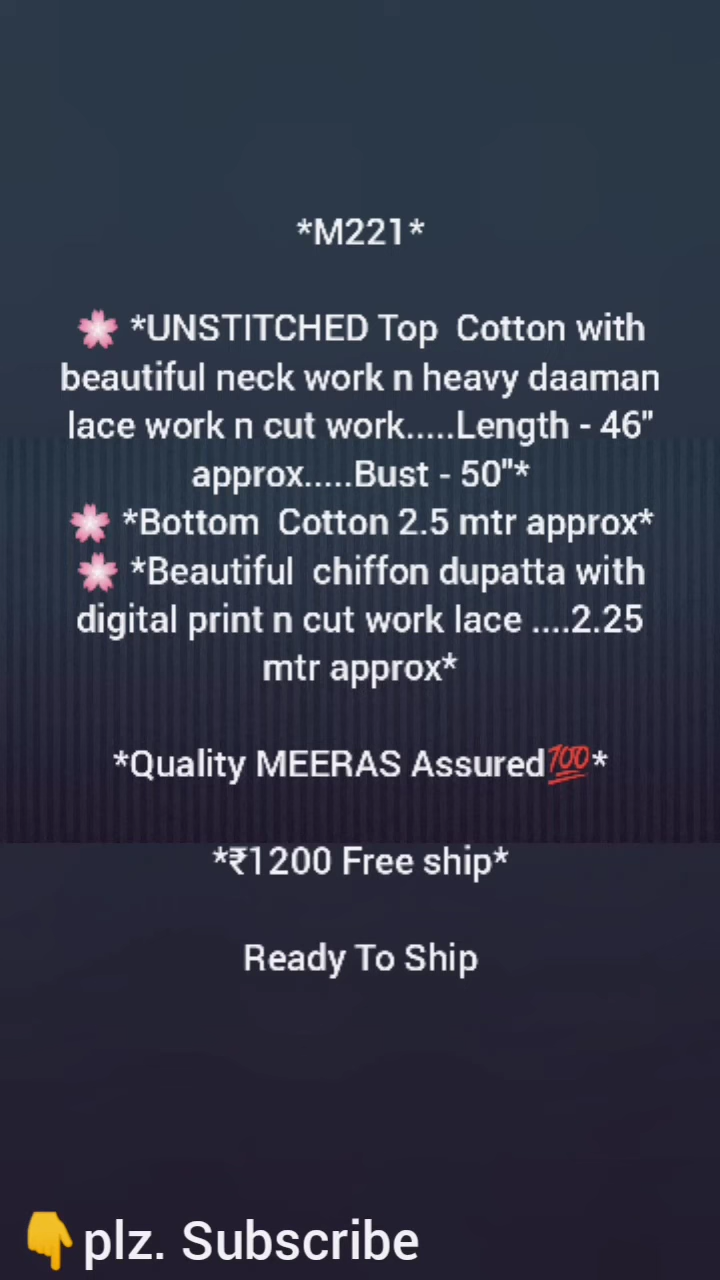 *M221*
🌸 *UNSTITCHED Top  Cotton with
beautiful neck work n heavy daaman
lace work n cut work.....Length - 46"
approx.....Bust - 50"*
🌸 *Bottom  Cotton 2.5 mtr approx*
🌸 *Beautiful  chiffon dupatta with
digital print n cut work lace ....2.25
mtr approx*
*Quality MEERAS Assured💯*
*₹1200 Free ship*
Ready To Ship
👇plz. Subscribe